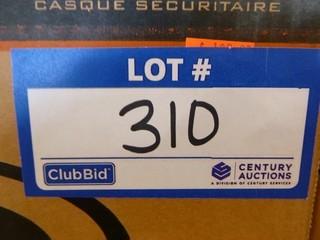 CASQUE SECURITAIRE
LOT #
310
ClubBid
CENTURY
AUCTIONS
A DIVISION OF CENTURY SERVICES